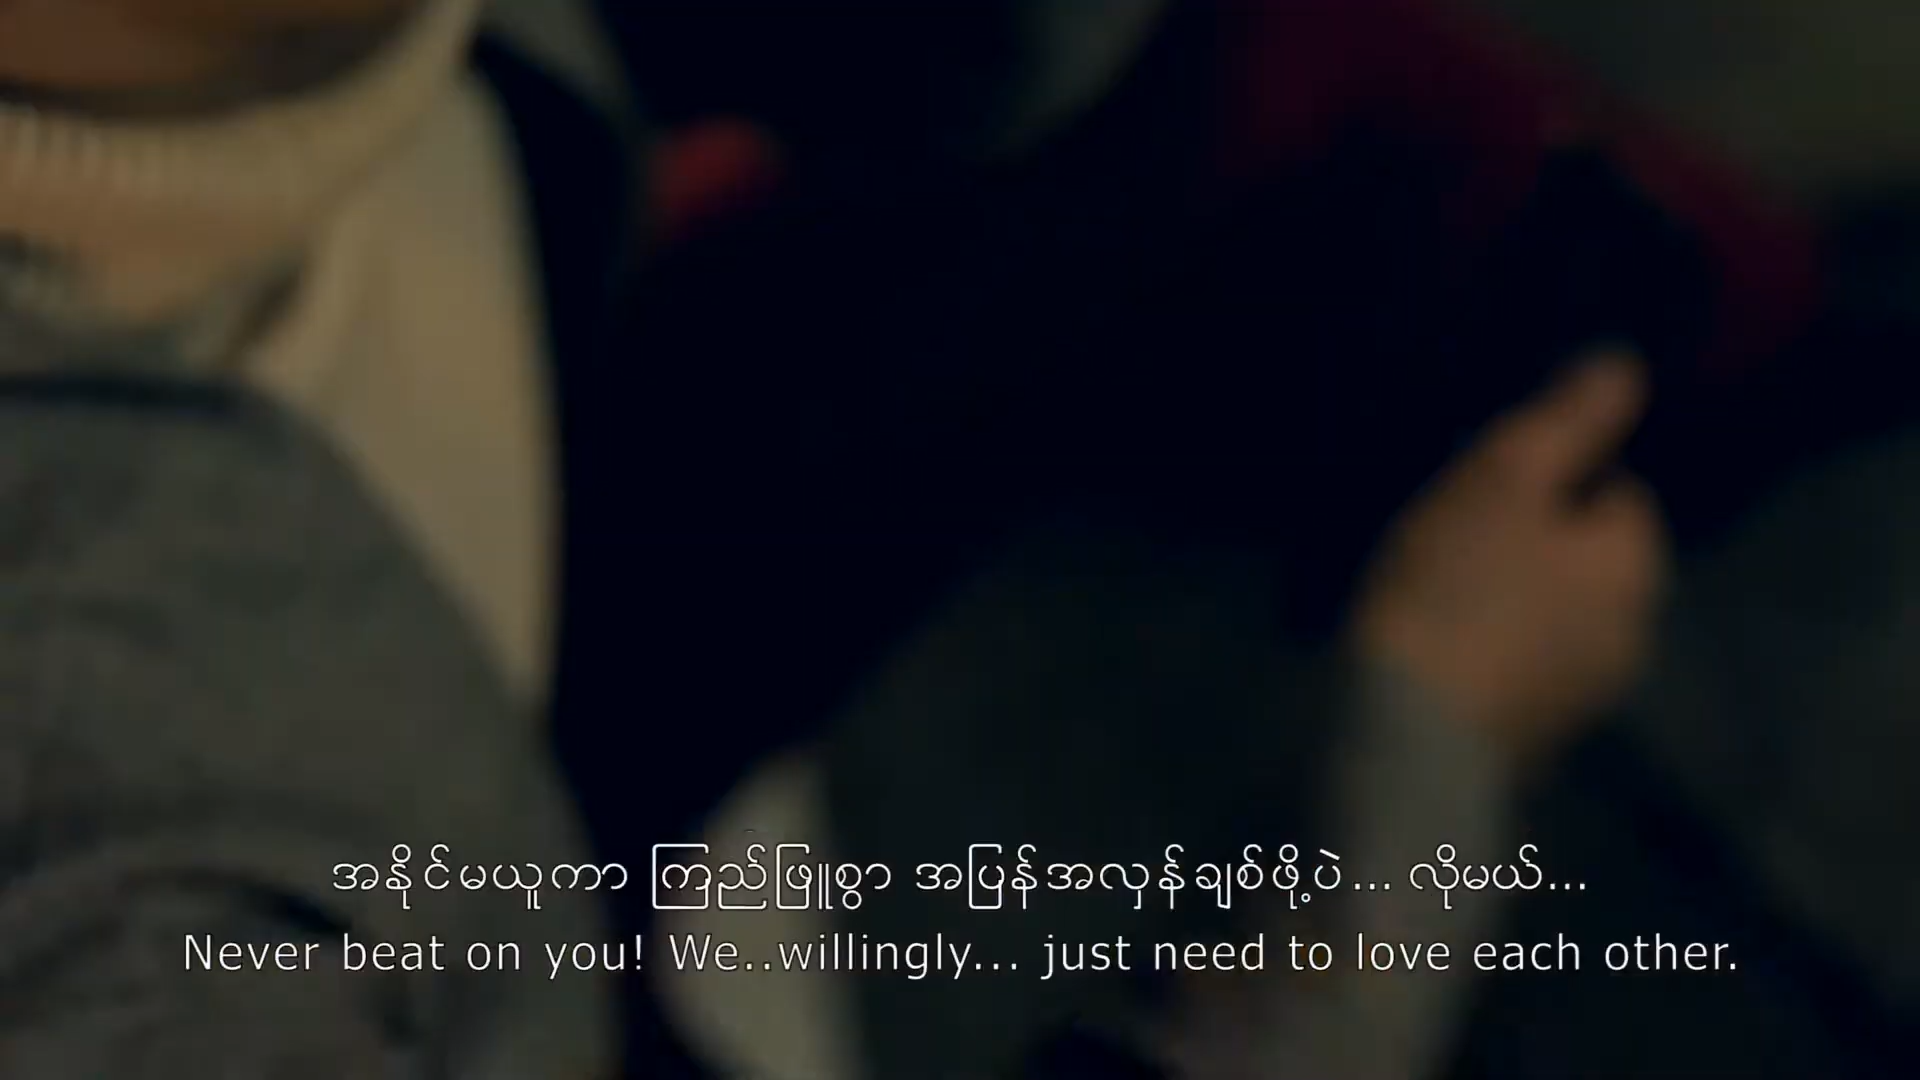 အနိုင်မယူကာ ကြည်ဖြူစွာ အပြန်အလှန်ချစ်ဖို့ပဲ... လိုမယ်...
Never beat on you! We..willingly... just need to love each other.